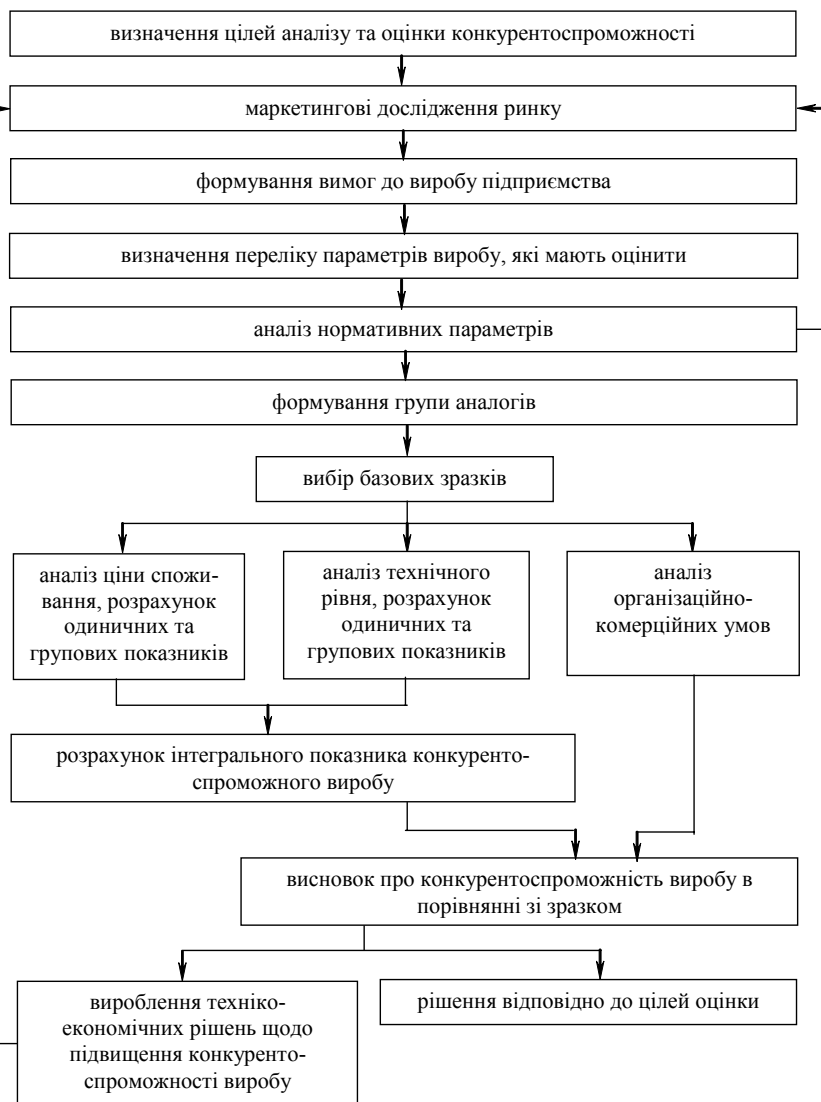 визначення цілей аналізу та оцінки конкурентоспроможності
маркетингові дослідження ринку
формування вимог до виробу підприємства
визначення переліку параметрів виробу, які мають оцінити
аналіз нормативних параметрів
формування групи аналогів
вибір базових зразків
аналіз ціни спожи-
вання, розрахунок
одиничних та
групових показників
аналіз технічного
рівня, розрахунок
одиничних та
групових показників
аналіз
організаційно-
комерційних умов
розрахунок інтегрального показника конкуренто-
спроможного виробу
висновок про конкурентоспроможність виробу в
порівнянні зі зразком
вироблення техніко-
економічних рішень щодо
підвищення конкуренто-
спроможності виробу
рішення відповідно до цілей оцінки